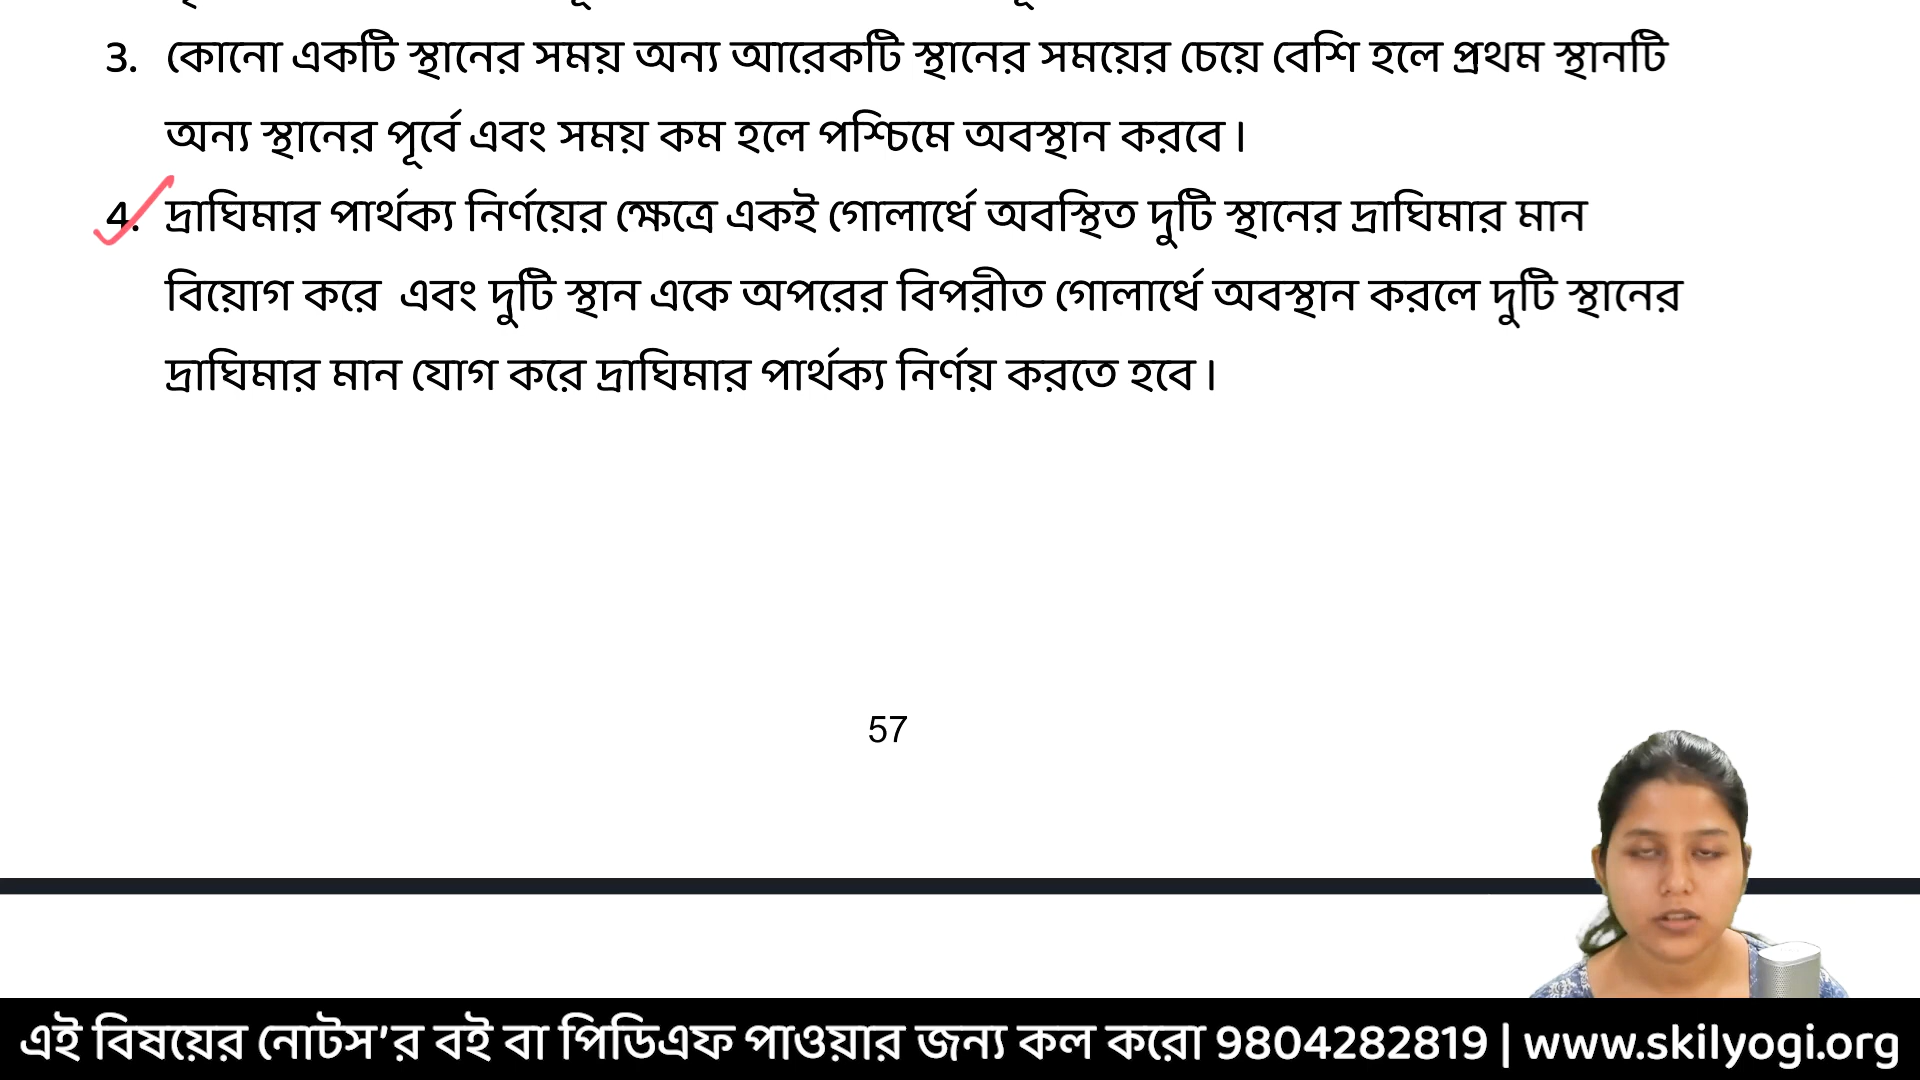 3. কোনো একটি স্থানের সময় অন্য আরেকটি স্থানের সময়ের চেয়ে বেশি হলে প্রথম স্থানটি
অন্য স্থানের পূর্বে এবং সময় কম হলে পশ্চিমে অবস্থান করবে।
4. দ্রাঘিমার পার্থক্য নির্ণয়ের ক্ষেত্রে একই গোলার্ধে অবস্থিত দুটি স্থানের দ্রাঘিমার মান
বিয়োগ করে এবং দুটি স্থান একে অপরের বিপরীত গোলার্ধে অবস্থান করলে দুটি স্থানের
দ্রাঘিমার মান যোগ করে দ্রাঘিমার পার্থক্য নির্ণয় করতে হবে।
57
এই বিষয়ের নোটস’র বই বা পিডিএফ পাওয়ার জন্য কল করো 9804282819 | www.skilyogi.org